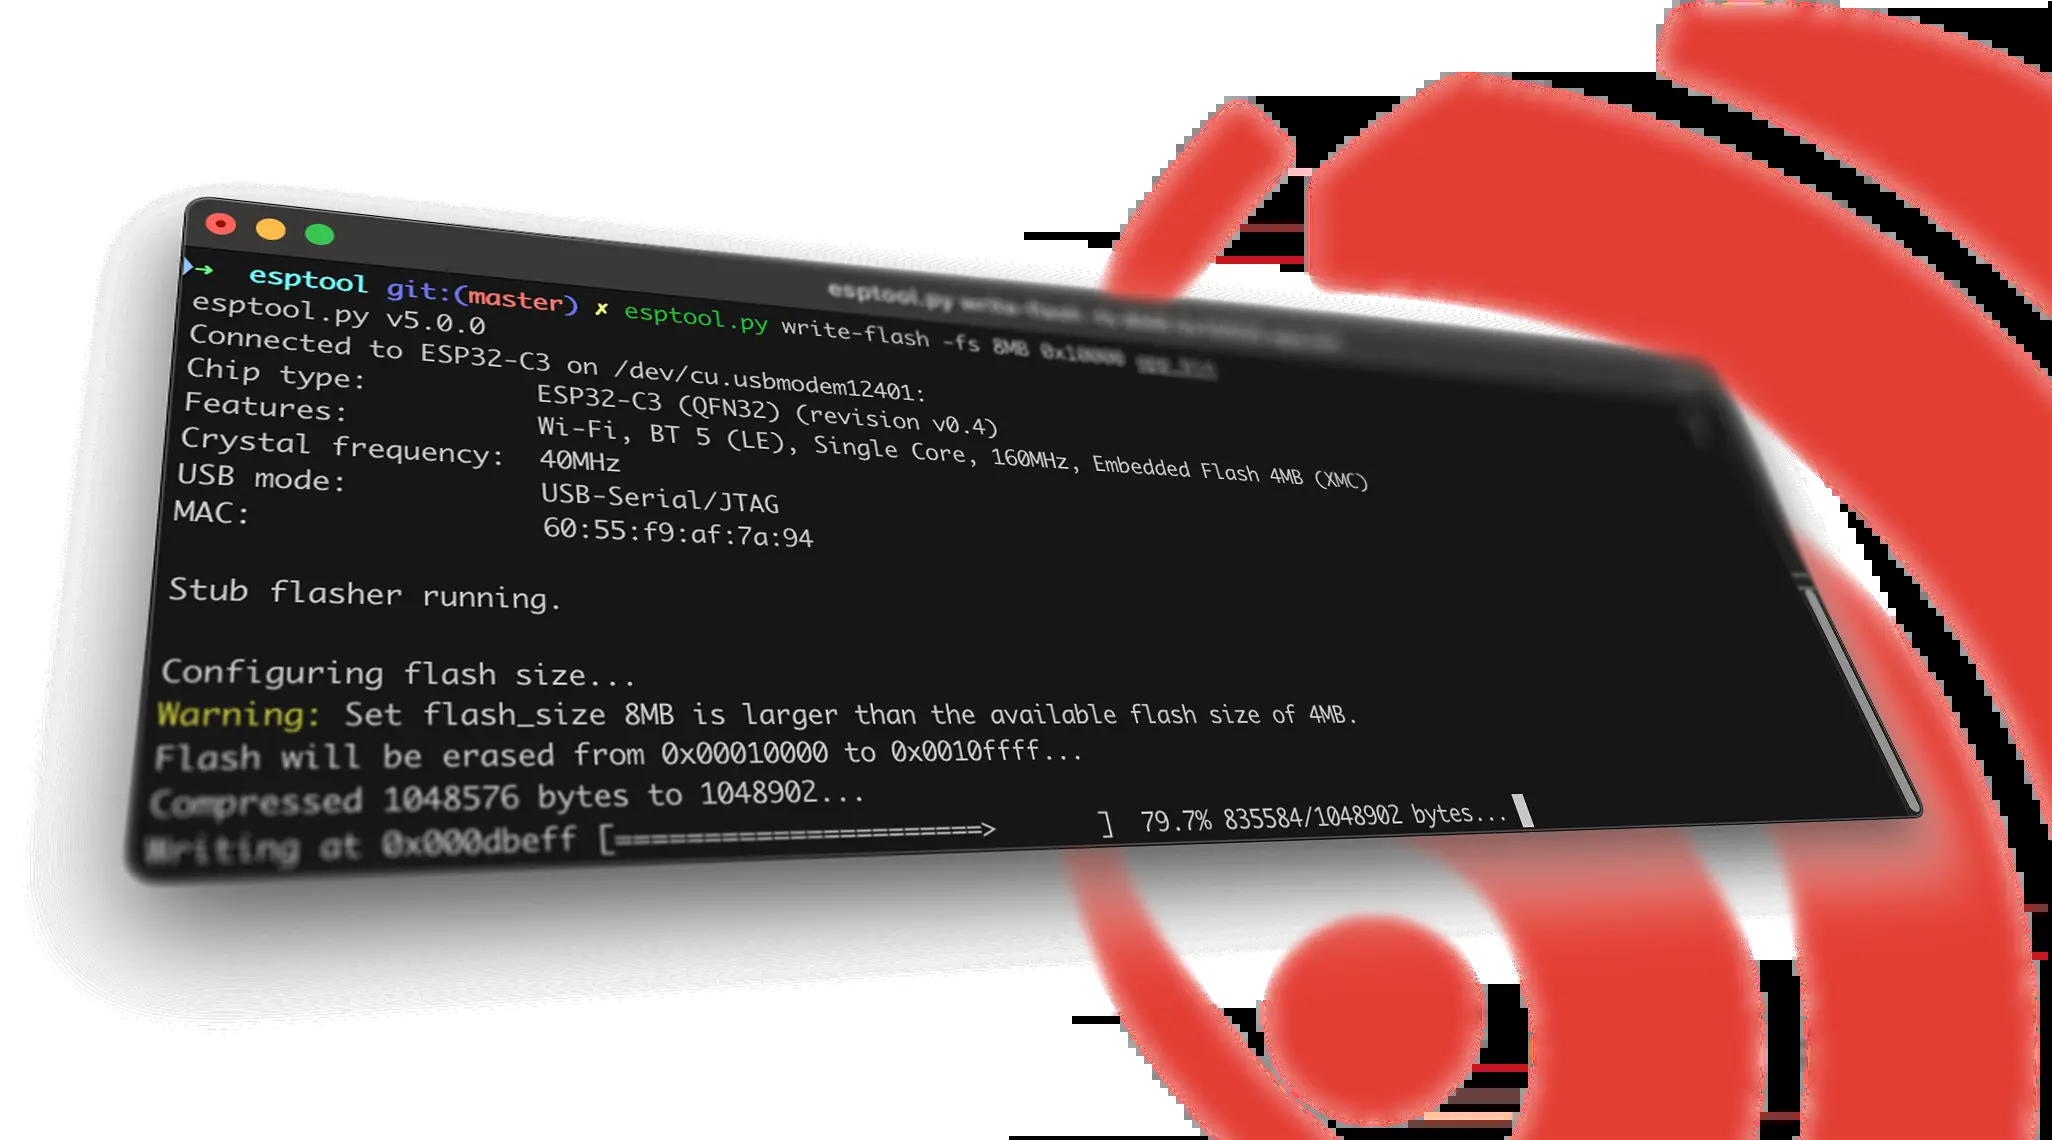 esptool.py write-flash
➜ esptool git:(master) ✗ esptool.py write-flash -fs 8MB 0x10000 app.bin
esptool.py v5.0.0
Connected to ESP32-C3 on /dev/cu.usbmodem12401:
Chip type: ESP32-C3 (QFN32) (revision v0.4)
Features: Wi-Fi, BT 5 (LE), Single Core, 160MHz, Embedded Flash 4MB (XMC)
Crystal frequency: 40MHz
USB mode: USB-Serial/JTAG
MAC: 60:55:f9:af:7a:94
Stub flasher running.
Configuring flash size...
Warning: Set flash_size 8MB is larger than the available flash size of 4MB.
Flash will be erased from 0x00010000 to 0x0010ffff...
Compressed 1048576 bytes to 1048902...
Writing at 0x000dbeff [======================> ] 79.7% 835584/1048902 bytes...